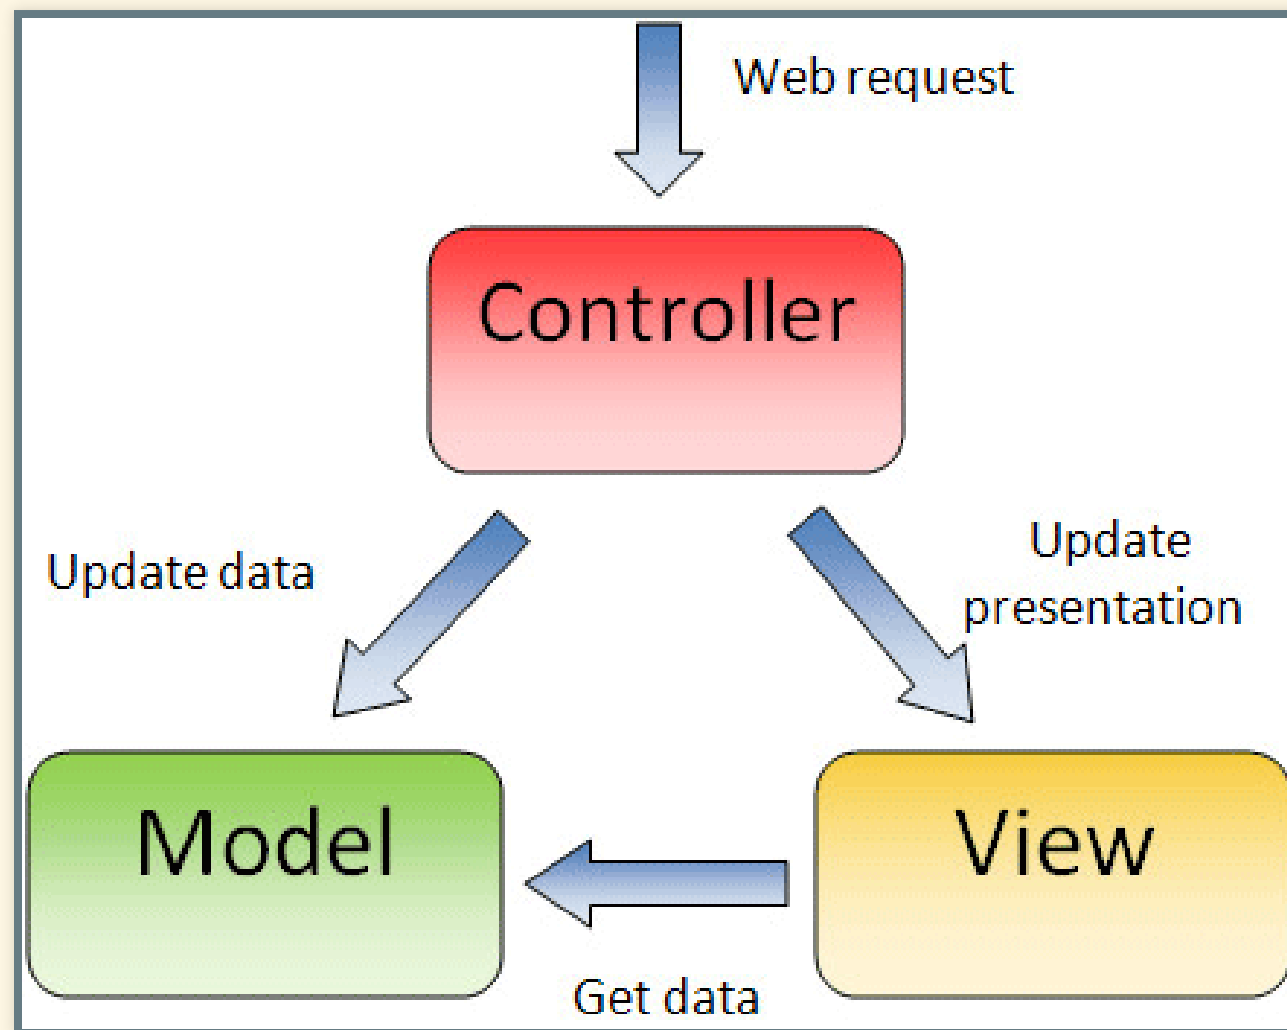 Web request
Controller
Update data
Update
presentation
Model
View
Get data